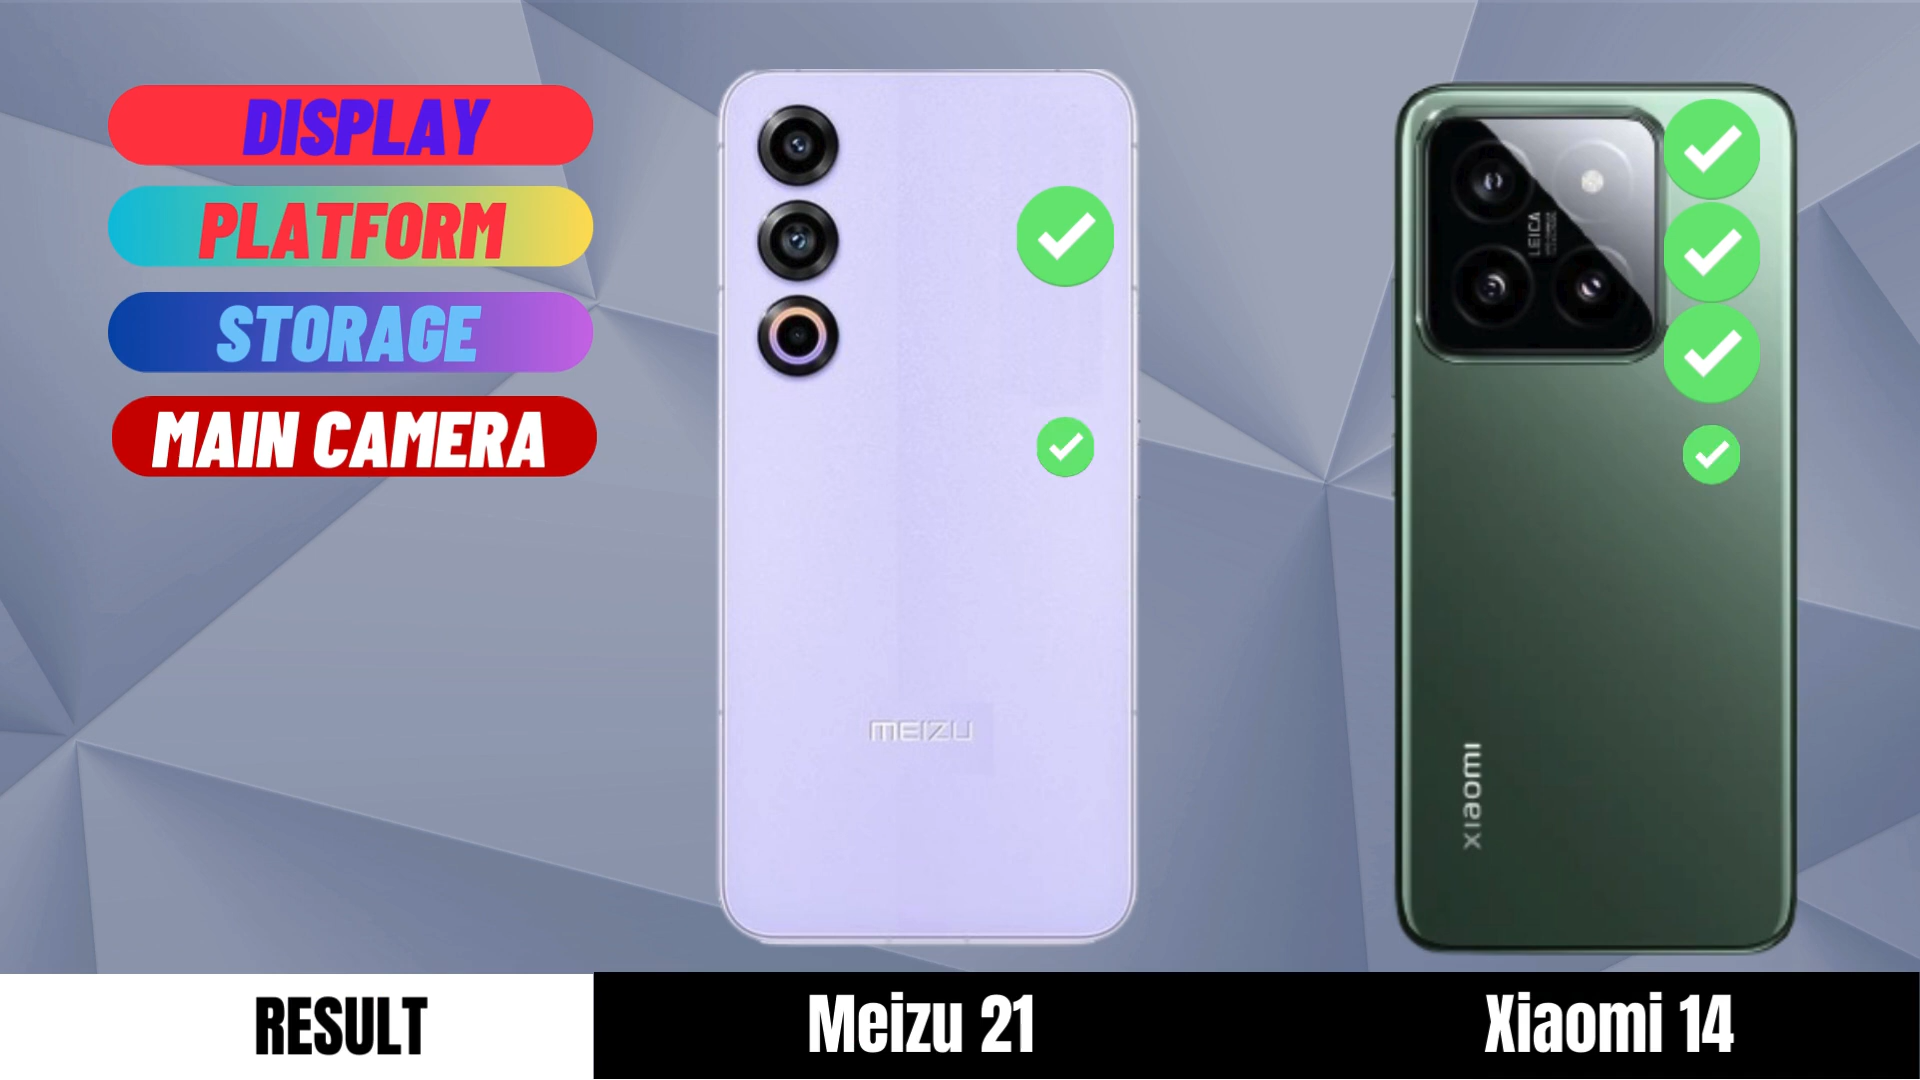 DISPLAY
PLATFORM
STORAGE
MAIN CAMERA
MEIZU
LEICA
xiaomi
RESULT
Meizu 21
Xiaomi 14